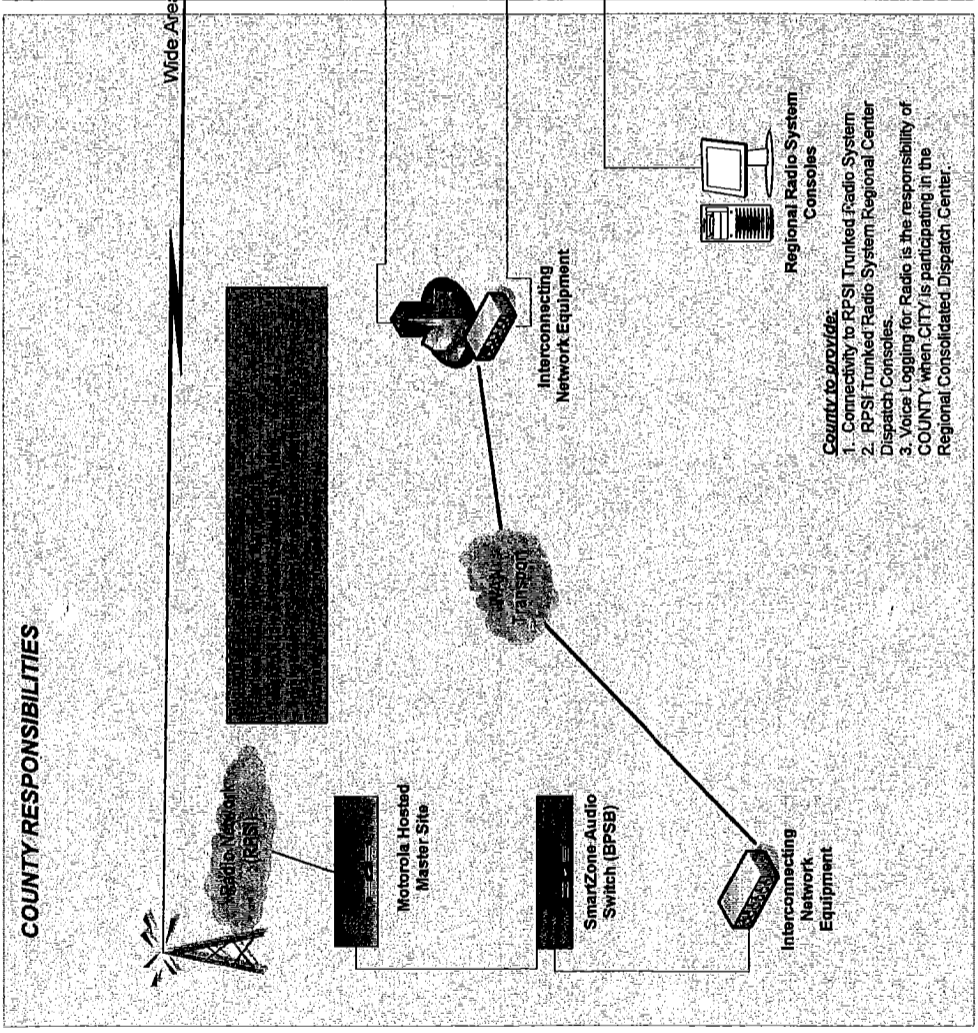 COUNTY RESPONSIBILITIES
Wide Area
Radio Network
Motorola Hosted
Master Site
SmartZone Audio
Switch (BPSB)
Interconnecting
Network
Equipment
Transport
Interconnecting
Network Equipment
Regional Radio System
Consoles
County to provide:
1. Connectivity to RPSI Trunked Radio System
2. RPSI Trunked Radio System Regional Center
Dispatch Consoles.
3. Voice Logging for Radio is the responsibility of
COUNTY when CITY is participating in the
Regional Consolidated Dispatch Center.